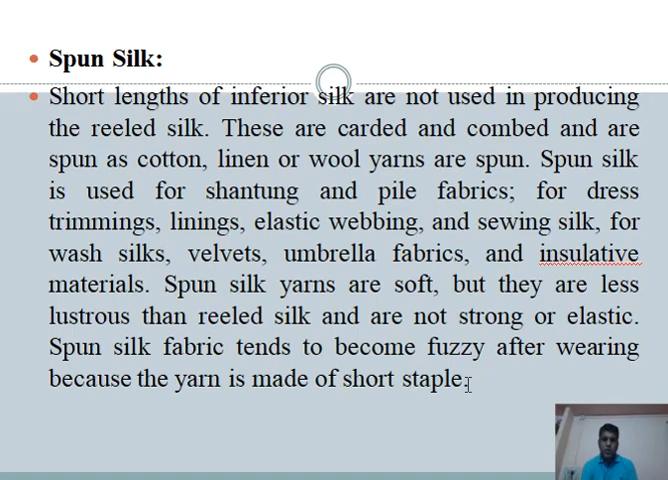 Spun Silk:
Short lengths of inferior silk are not used in producing
the reeled silk. These are carded and combed and are
spun as cotton, linen or wool yarns are spun. Spun silk
is used for shantung and pile fabrics; for dress
trimmings, linings, elastic webbing, and sewing silk, for
wash silks, velvets, umbrella fabrics, and insulative
materials. Spun silk yarns are soft, but they are less
lustrous than reeled silk and are not strong or elastic.
Spun silk fabric tends to become fuzzy after wearing
because the yarn is made of short staple.